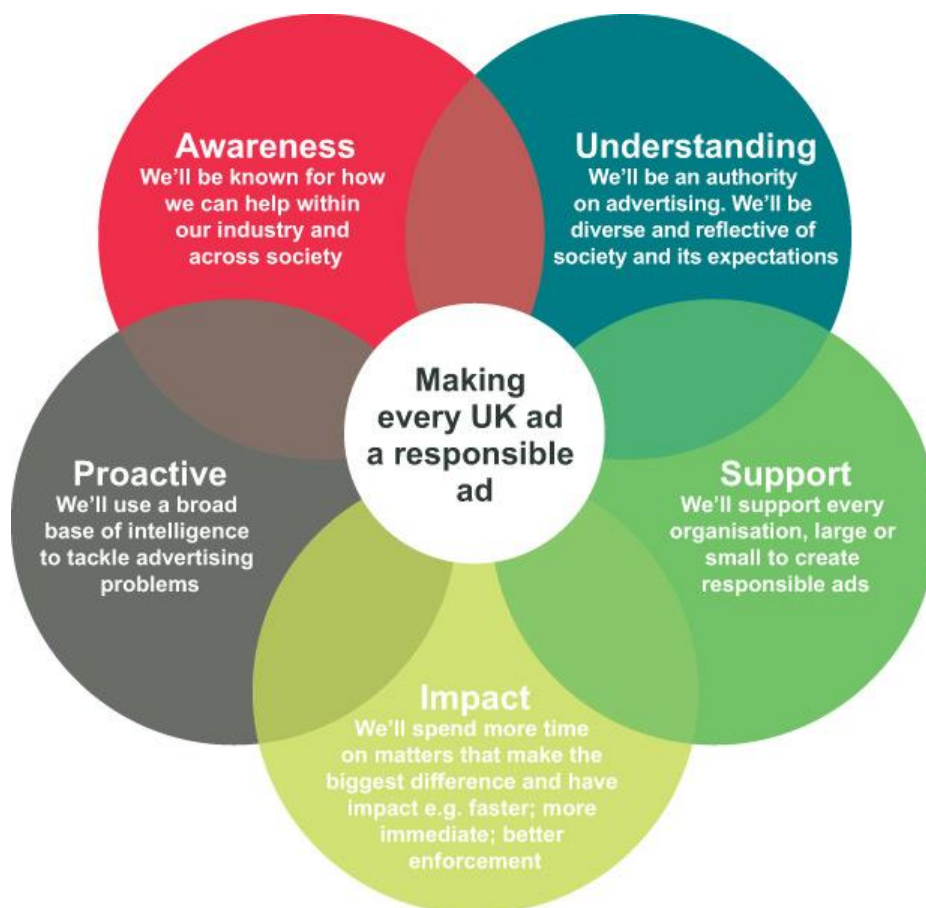 Awareness
We'll be known for how
we can help within
our industry and
across society
Understanding
We'll be an authority
on advertising. We'll be
diverse and reflective of
society and its expectations
Making
every UK ad
a responsible
ad
Proactive
We'll use a broad
base of intelligence
to tackle advertising
problems
Support
We'll support every
organisation, large or
small to create
responsible ads
Impact
We'll spend more time
on matters that make the
biggest difference and have
impact e.g. faster; more
immediate; better
enforcement